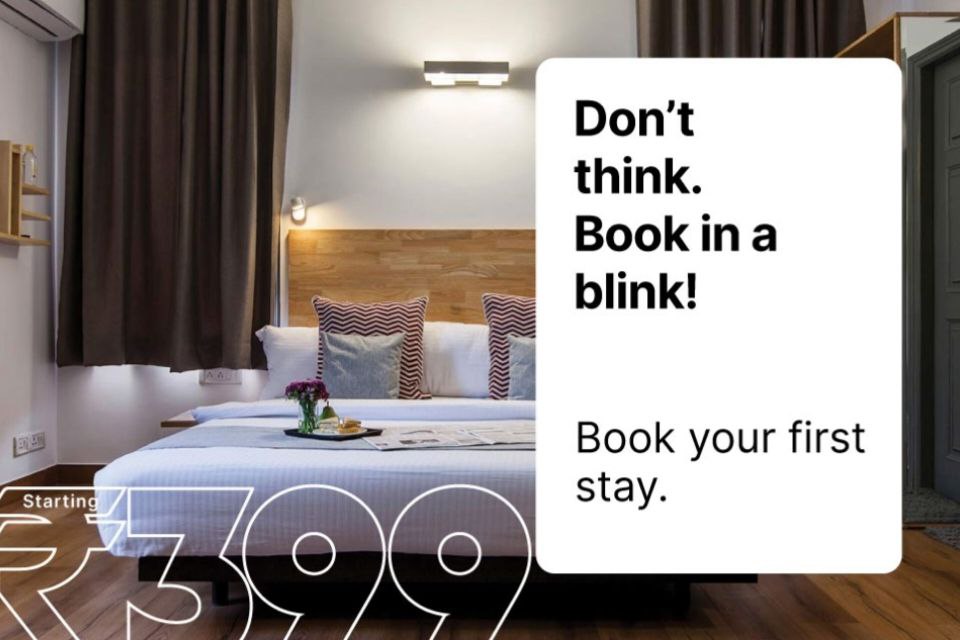 Don’t
think.
Book in a
blink!
Book your first
stay.
Starting
₹399